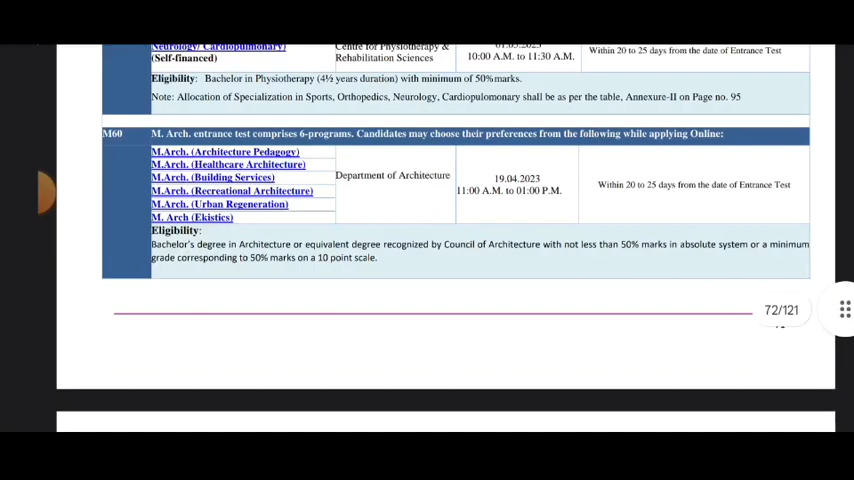 Neurology/ Cardiopulmonary)
(Self-financed)
Centre for Physiotherapy &
Rehabilitation Sciences
01.05.2023
10:00 A.M. to 11:30 A.M.
Within 20 to 25 days from the date of Entrance Test
Eligibility: Bachelor in Physiotherapy (4½ years duration) with minimum of 50%marks.
Note: Allocation of Specialization in Sports, Orthopedics, Neurology, Cardiopulomonary shall be as per the table, Annexure-II on Page no. 95
M60 M. Arch. entrance test comprises 6-programs. Candidates may choose their preferences from the following while applying Online:
M.Arch. (Architecture Pedagogy)
M.Arch. (Healthcare Architecture)
M.Arch. (Building Services)
M.Arch. (Recreational Architecture)
M.Arch. (Urban Regeneration)
M. Arch (Ekistics)
Department of Architecture
19.04.2023
11:00 A.M. to 01:00 P.M.
Within 20 to 25 days from the date Entrance Test
Eligibility:
Bachelor's degree in Architecture or equivalent degree recognized by Council of Architecture with not less than 50% marks in absolute system or a minimum
grade corresponding to 50% marks on a 10 point scale.
72/121